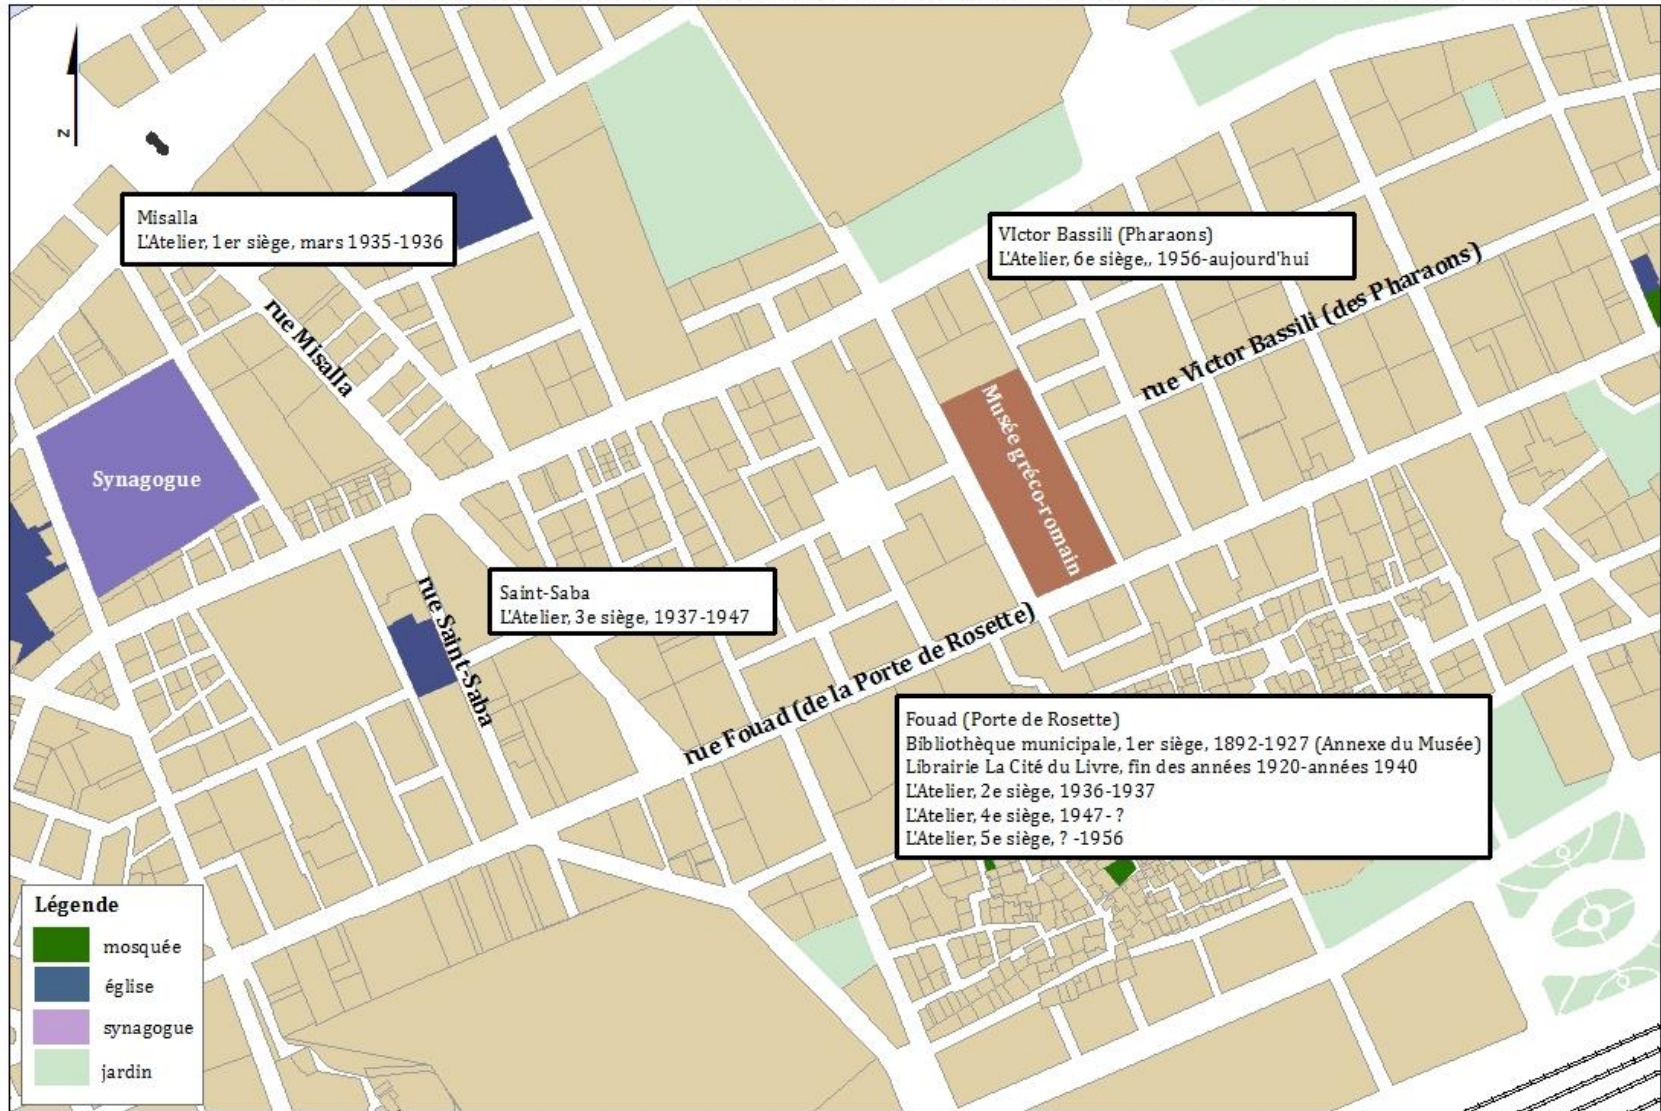 N
Misalla
L'Atelier, 1er siège, mars 1935-1936
VIctor Bassili (Pharaons)
L'Atelier, 6e siège,, 1956-aujourd'hui
rue Misalla
rue Victor Bassili (des Pharaons)
Musée gréco-romain
Synagogue
Saint-Saba
L'Atelier, 3e siège, 1937-1947
rue Saint-Saba
rue Fouad (de la Porte de Rosette)
Fouad (Porte de Rosette)
Bibliothèque municipale, 1er siège, 1892-1927 (Annexe du Musée)
Librairie La Cité du Livre, fin des années 1920-années 1940
L'Atelier, 2e siège, 1936-1937
L'Atelier, 4e siège, 1947- ?
L'Atelier, 5e siège, ? -1956
Légende
mosquée
église
synagogue
jardin